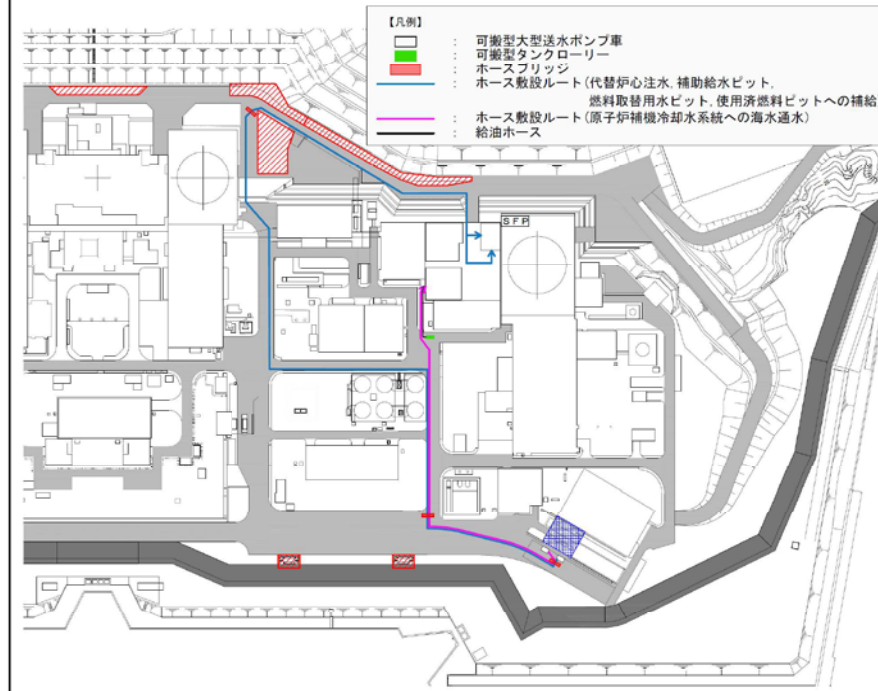 【凡例】
： 可搬型大型送水ポンプ車
： 可搬型タンクローリー
： ホースブリッジ
： ホース敷設ルート（代替炉心注水，補助給水ピット，
燃料取替用水ピット，使用済燃料ピットへの補給
： ホース敷設ルート（原子炉補機冷却水系統への海水通水）
： 給油ホース
SFP